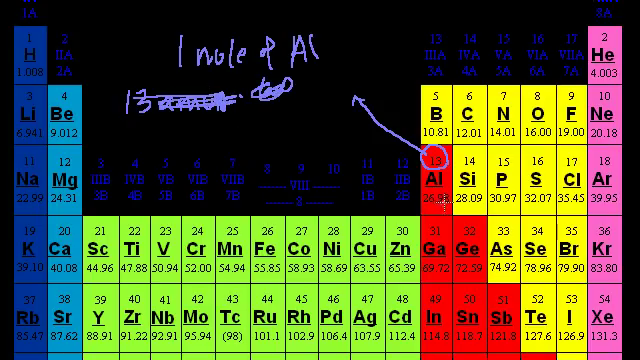 1A
8A
1 mole of Al
13
1 2 13 14 15 16 17 2
H IIA IIIA IVA VA VIA VIIA He
1.008 2A 3A 4A 5A 6A 7A 4.003
3 4 5 6 7 8 9 10
Li Be B C N O F Ne
6.941 9.012 10.81 12.01 14.01 16.00 19.00 20.18
11 12 3 4 5 6 7 8 9 10 11 12 13 14 15 16 17 18
Na Mg IIIB IVB VB VIB VIIB VIII IB IIB Al Si P S Cl Ar
22.99 24.31 3B 4B 5B 6B 7B 8 1B 2B 26.98 28.09 30.97 32.07 35.45 39.95
19 20 21 22 23 24 25 26 27 28 29 30 31 32 33 34 35 36
K Ca Sc Ti V Cr Mn Fe Co Ni Cu Zn Ga Ge As Se Br Kr
39.10 40.08 44.96 47.88 50.94 52.00 54.94 55.85 58.93 58.69 63.55 65.39 69.72 72.59 74.92 78.96 79.90 83.80
37 38 39 40 41 42 43 44 45 46 47 48 49 50 51 52 53 54
Rb Sr Y Zr Nb Mo Tc Ru Rh Pd Ag Cd In Sn Sb Te I Xe
85.47 87.62 88.91 91.22 92.91 95.94 (98) 101.1 102.9 106.4 107.9 112.4 114.8 118.7 121.8 127.6 126.9 131.3